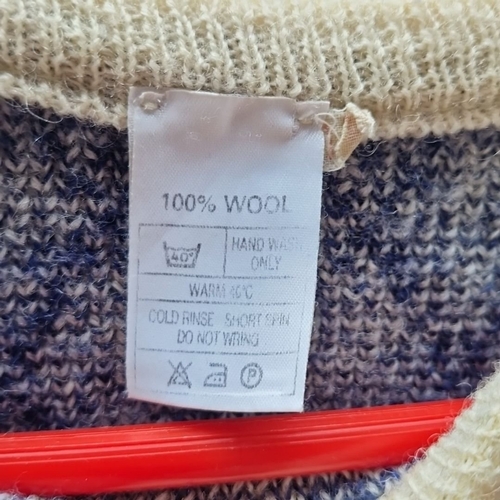 100% WOOL
40°
HAND WASH
ONLY
WARM 40°C
COLD RINSE SHORT SPIN
DO NOT WRING
P